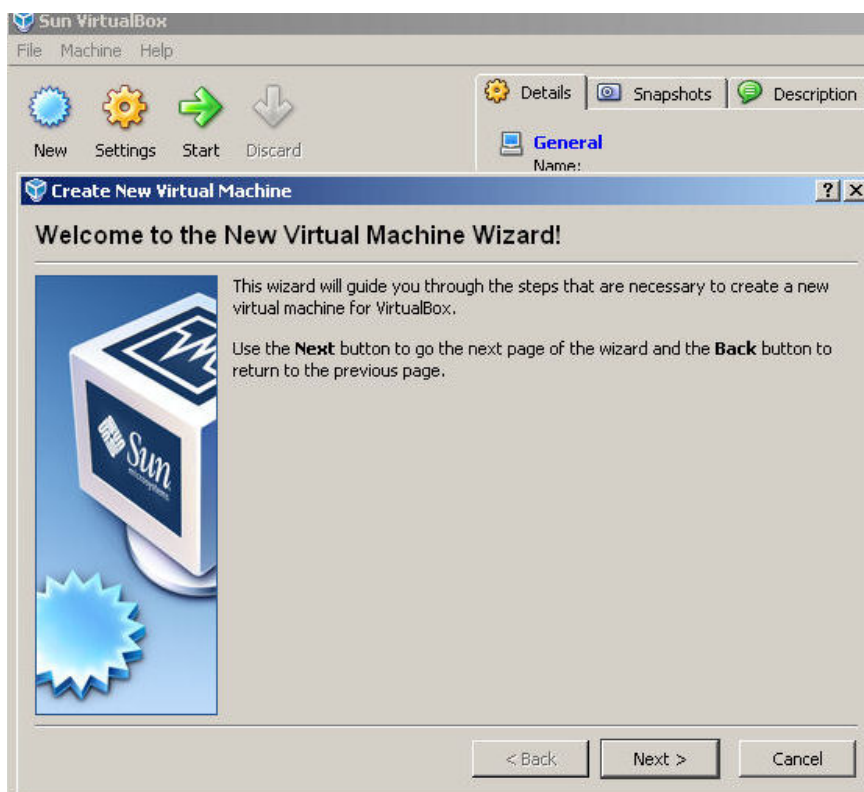 Sun VirtualBox
File Machine Help
New Settings Start Discard
Details Snapshots Description
General
Name:
Create New Virtual Machine
Welcome to the New Virtual Machine Wizard!
This wizard will guide you through the steps that are necessary to create a new
virtual machine for VirtualBox.
Use the Next button to go the next page of the wizard and the Back button to
return to the previous page.
Sun
microsystems
< Back Next > Cancel